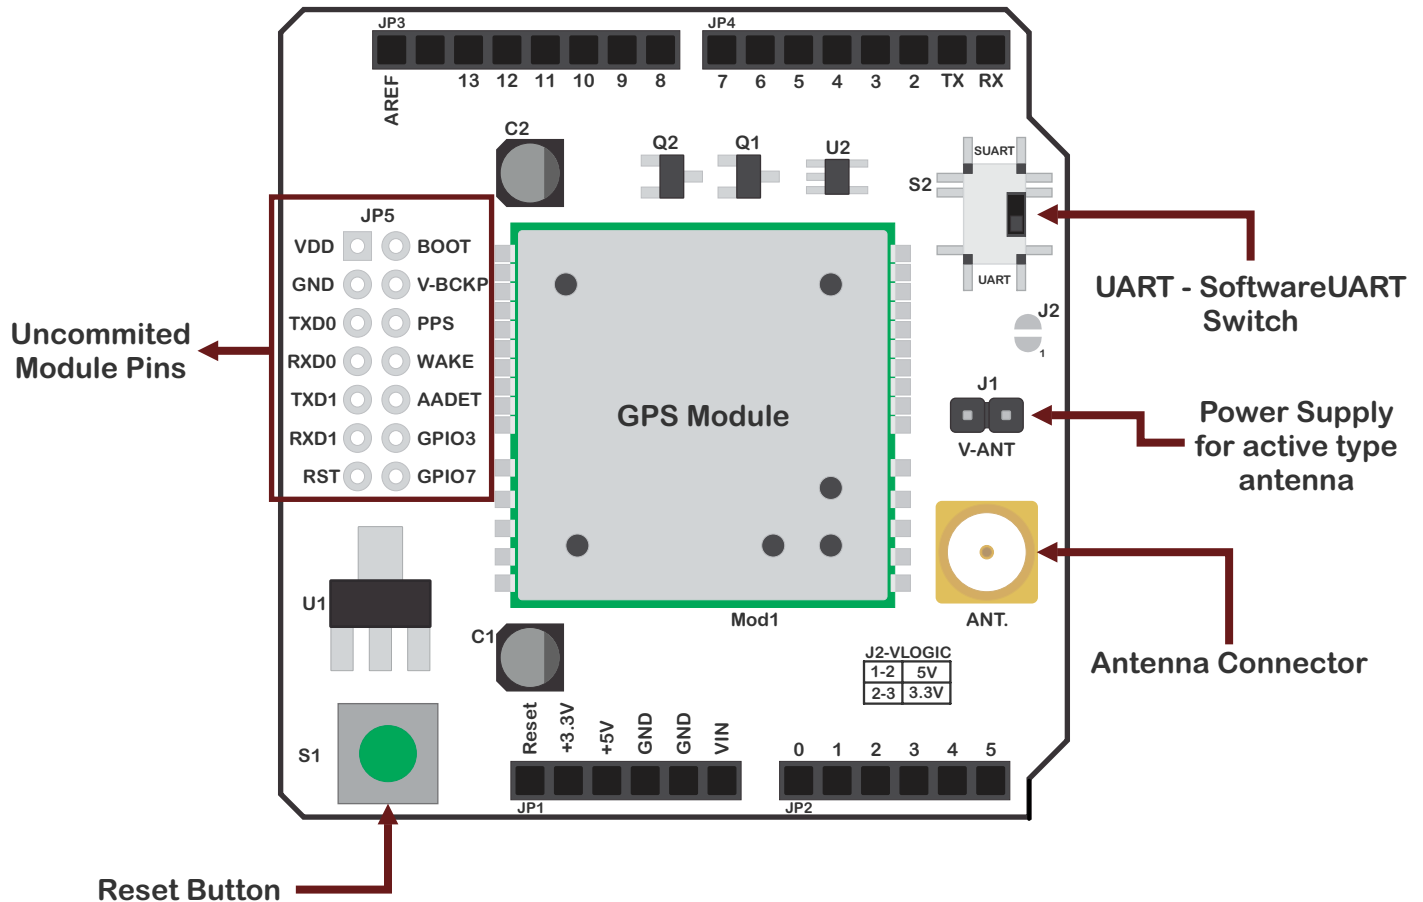 JP3
JP4
AREF
13 12 11 10 9 8
7 6 5 4 3 2 TX RX
C2
Q2
Q1
U2
S2
SUART
UART
UART - SoftwareUART
Switch
JP5
VDD BOOT
GND V-BCKP
TXD0 PPS
RXD0 WAKE
TXD1 AADET
RXD1 GPIO3
RST GPIO7
Uncommited
Module Pins
GPS Module
Mod1
J2
1
J1
V-ANT
Power Supply
for active type
antenna
ANT.
Antenna Connector
U1
C1
J2-VLOGIC
1-2 5V
2-3 3.3V
S1
Reset +3.3V +5V GND GND VIN
JP1
0 1 2 3 4 5
JP2
Reset Button